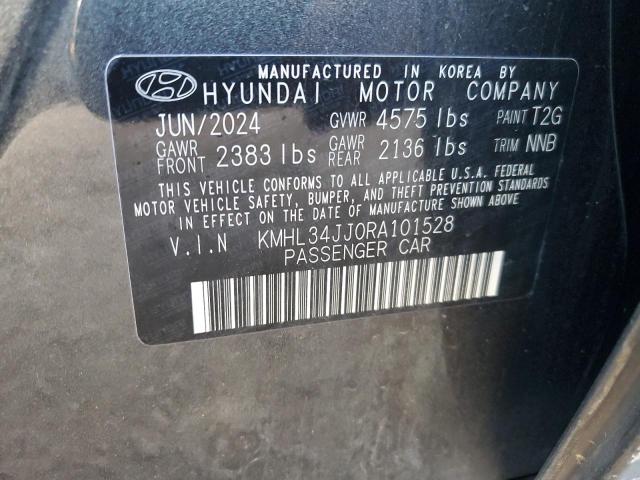 MANUFACTURED IN KOREA BY
HYUNDAI MOTOR COMPANY
JUN/2024 GVWR 4575 lbs PAINT T2G
GAWR FRONT 2383 lbs GAWR REAR 2136 lbs TRIM NNB
THIS VEHICLE CONFORMS TO ALL APPLICABLE U.S.A. FEDERAL
MOTOR VEHICLE SAFETY, BUMPER, AND THEFT PREVENTION STANDARDS
IN EFFECT ON THE DATE OF MANUFACTURE SHOWN ABOVE
V.I.N KMHL34JJ0RA101528
PASSENGER CAR